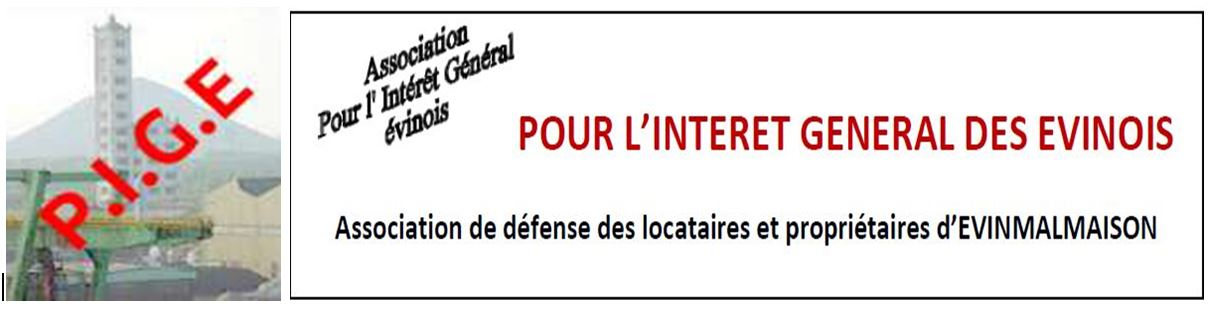 P.I.G.E
Association
Pour l' Intérêt Général
évinois
POUR L'INTERET GENERAL DES EVINOIS
Association de défense des locataires et propriétaires d'EVINMALMAISON